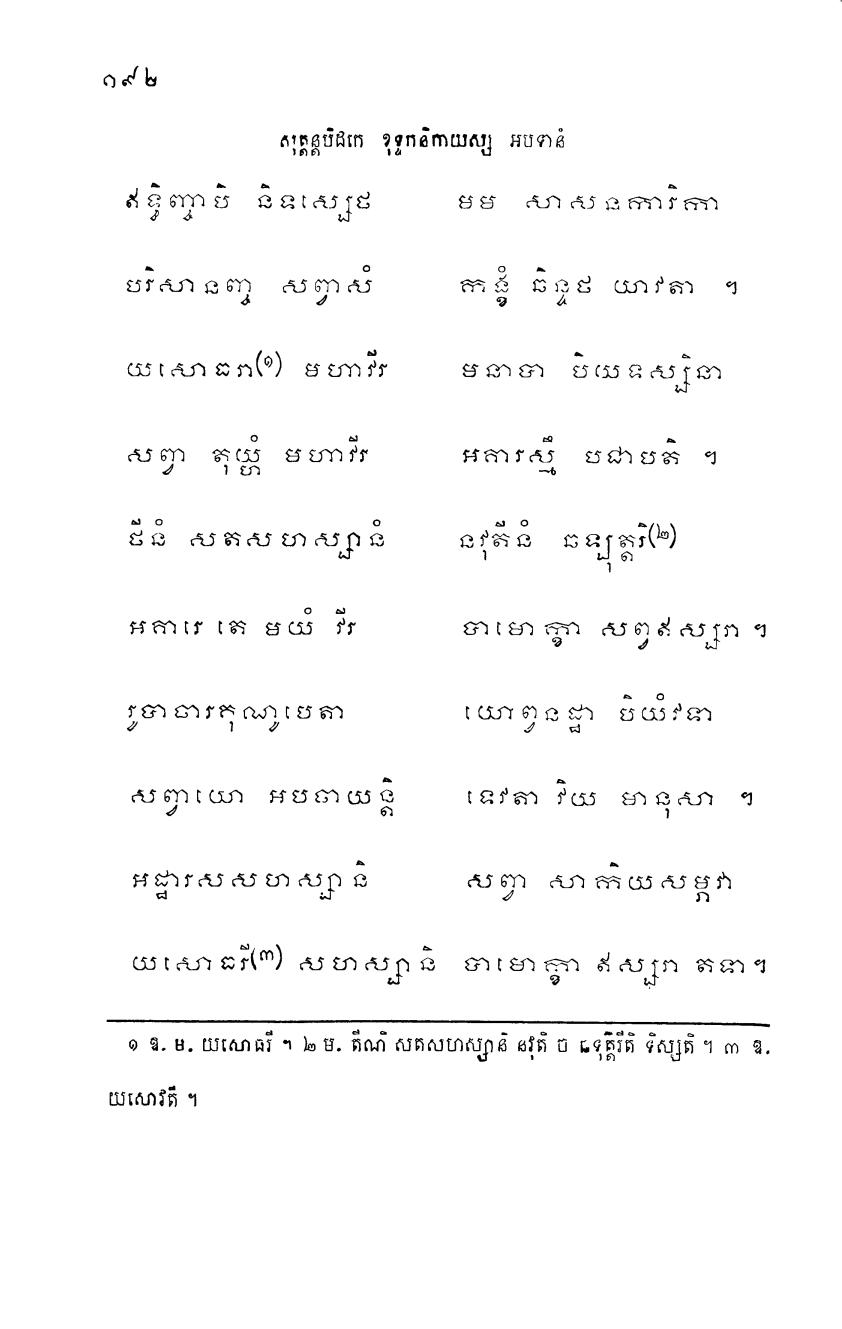 ១៩២
សុត្តន្តបិដកេ ខុទ្ទកនិកាយស្ស អបទានំ
ឥទ្ធិញ្ចាបិ និទស្សេថ មម សាសនការិកា
បរិសានញ្ច សព្វាសំ កង្ខំ ឆិន្ទថ យាវតា ។
យសោធរា(១) មហាវីរ មនាបា បិយទស្សិនា
សព្វា តុយ្ហំ មហាវីរ អគារស្មឹ បជាបតិ ។
ថីនំ សតសហស្សានំ នវុតីនំ ឆឡុត្តរិ(២)
អគារេ តេ មយំ វីរ បាមោក្ខា សព្វឥស្សរា ។
រូបាចារគុណូបេតា យោព្វនដ្ឋា បិយំវទា
សព្វាយោ អបចាយន្តិ ទេវតា វិយ មានុសា ។
អដ្ឋារសសហស្សានិ សព្វា សាកិយសម្ភវា
យសោធរី(៣) សហស្សានិ បាមោក្ខា ឥស្សរា តទា ។
១ ឱ. ម. យសោធរី ។ ២ ម. តីណិ សតសហស្សានិ នវុតិ ច ឆទុត្តិរីតិ ទិស្សតិ ។ ៣ ឱ.
យសោវតី ។